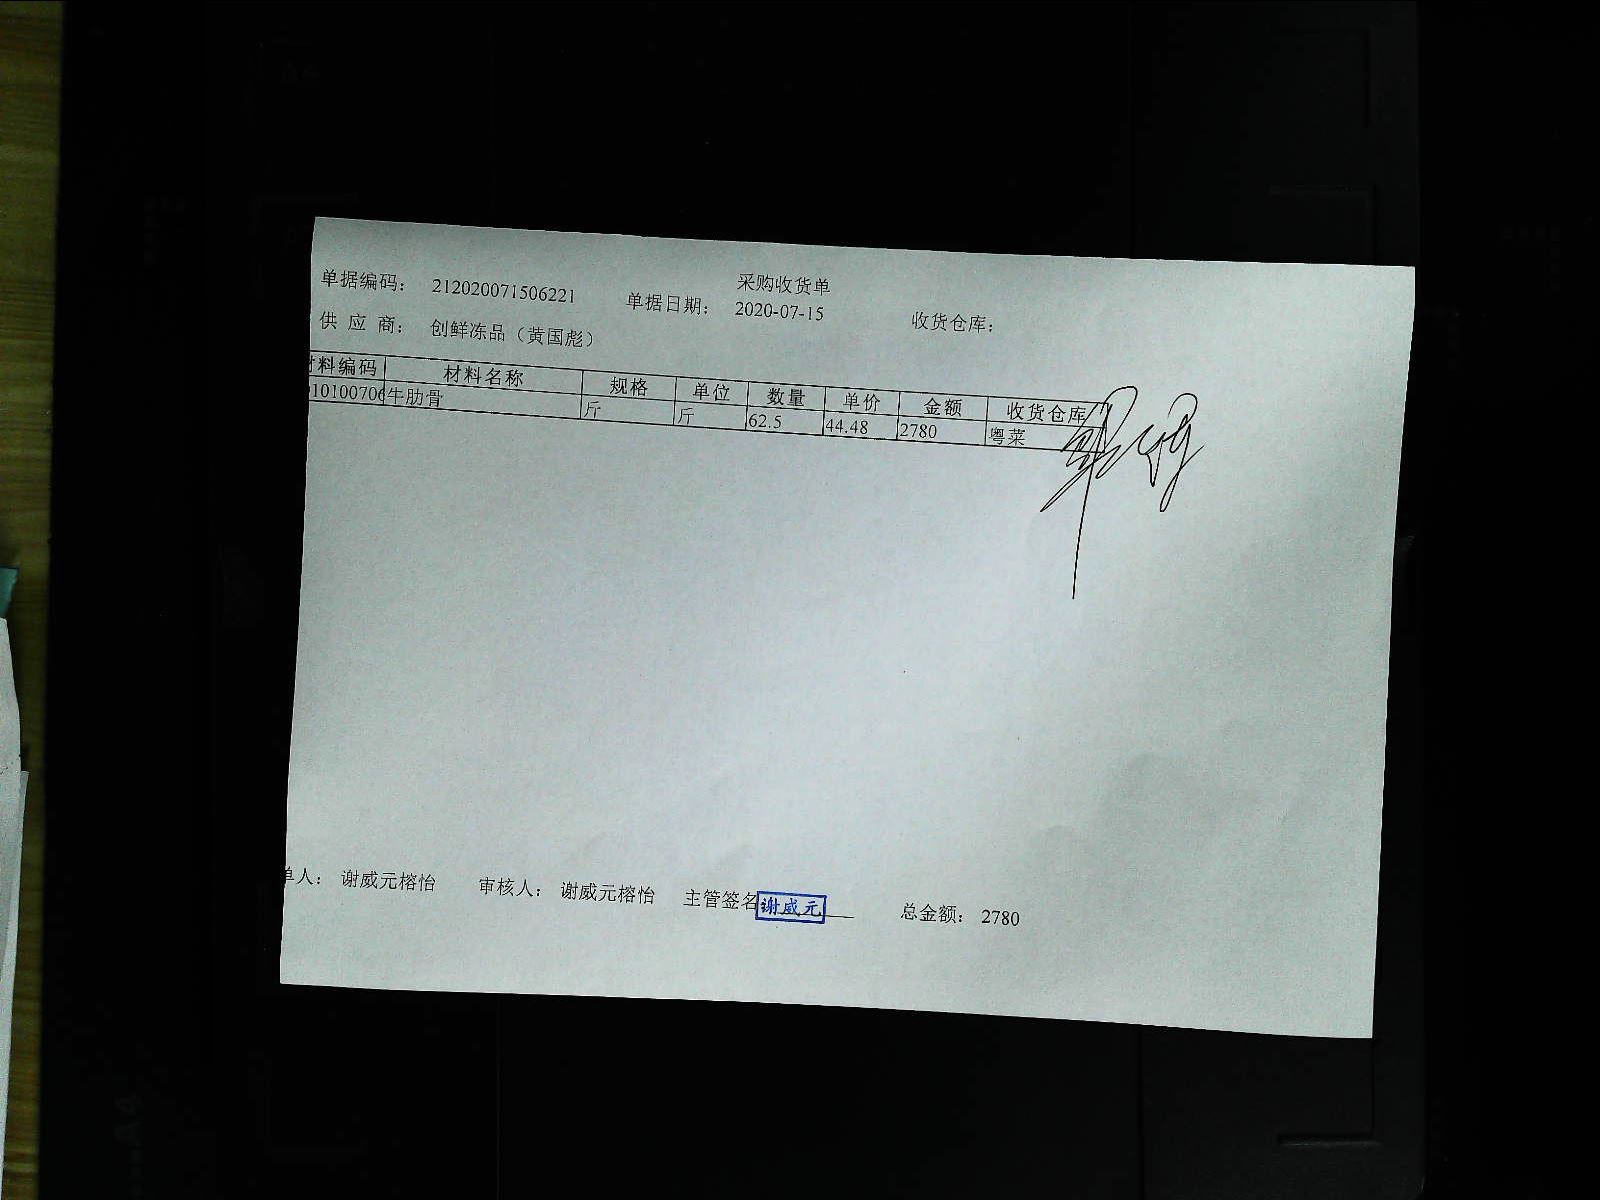 采购收货单
单据编码： 212020071506221 单据日期： 2020-07-15 收货仓库：
供 应 商： 创鲜冻品（黄国彪）
材料编码 材料名称 规格 单位 数量 单价 金额 收货仓库
010100706 牛肋骨 斤 斤 62.5 44.48 2780 粤菜
单人： 谢威元榕怡 审核人： 谢威元榕怡 主管签名 谢威元 总金额： 2780